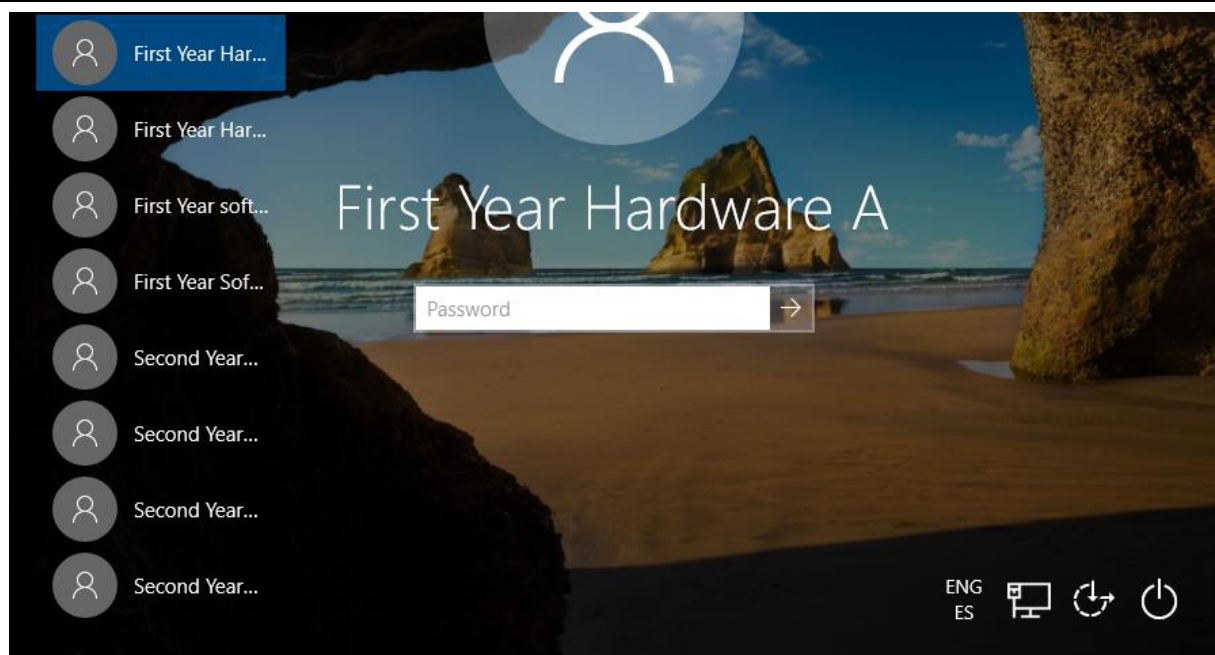 First Year Har...
First Year Har...
First Year soft...
First Year Sof...
Second Year...
Second Year...
Second Year...
Second Year...
First Year Hardware A
Password
ENG
ES